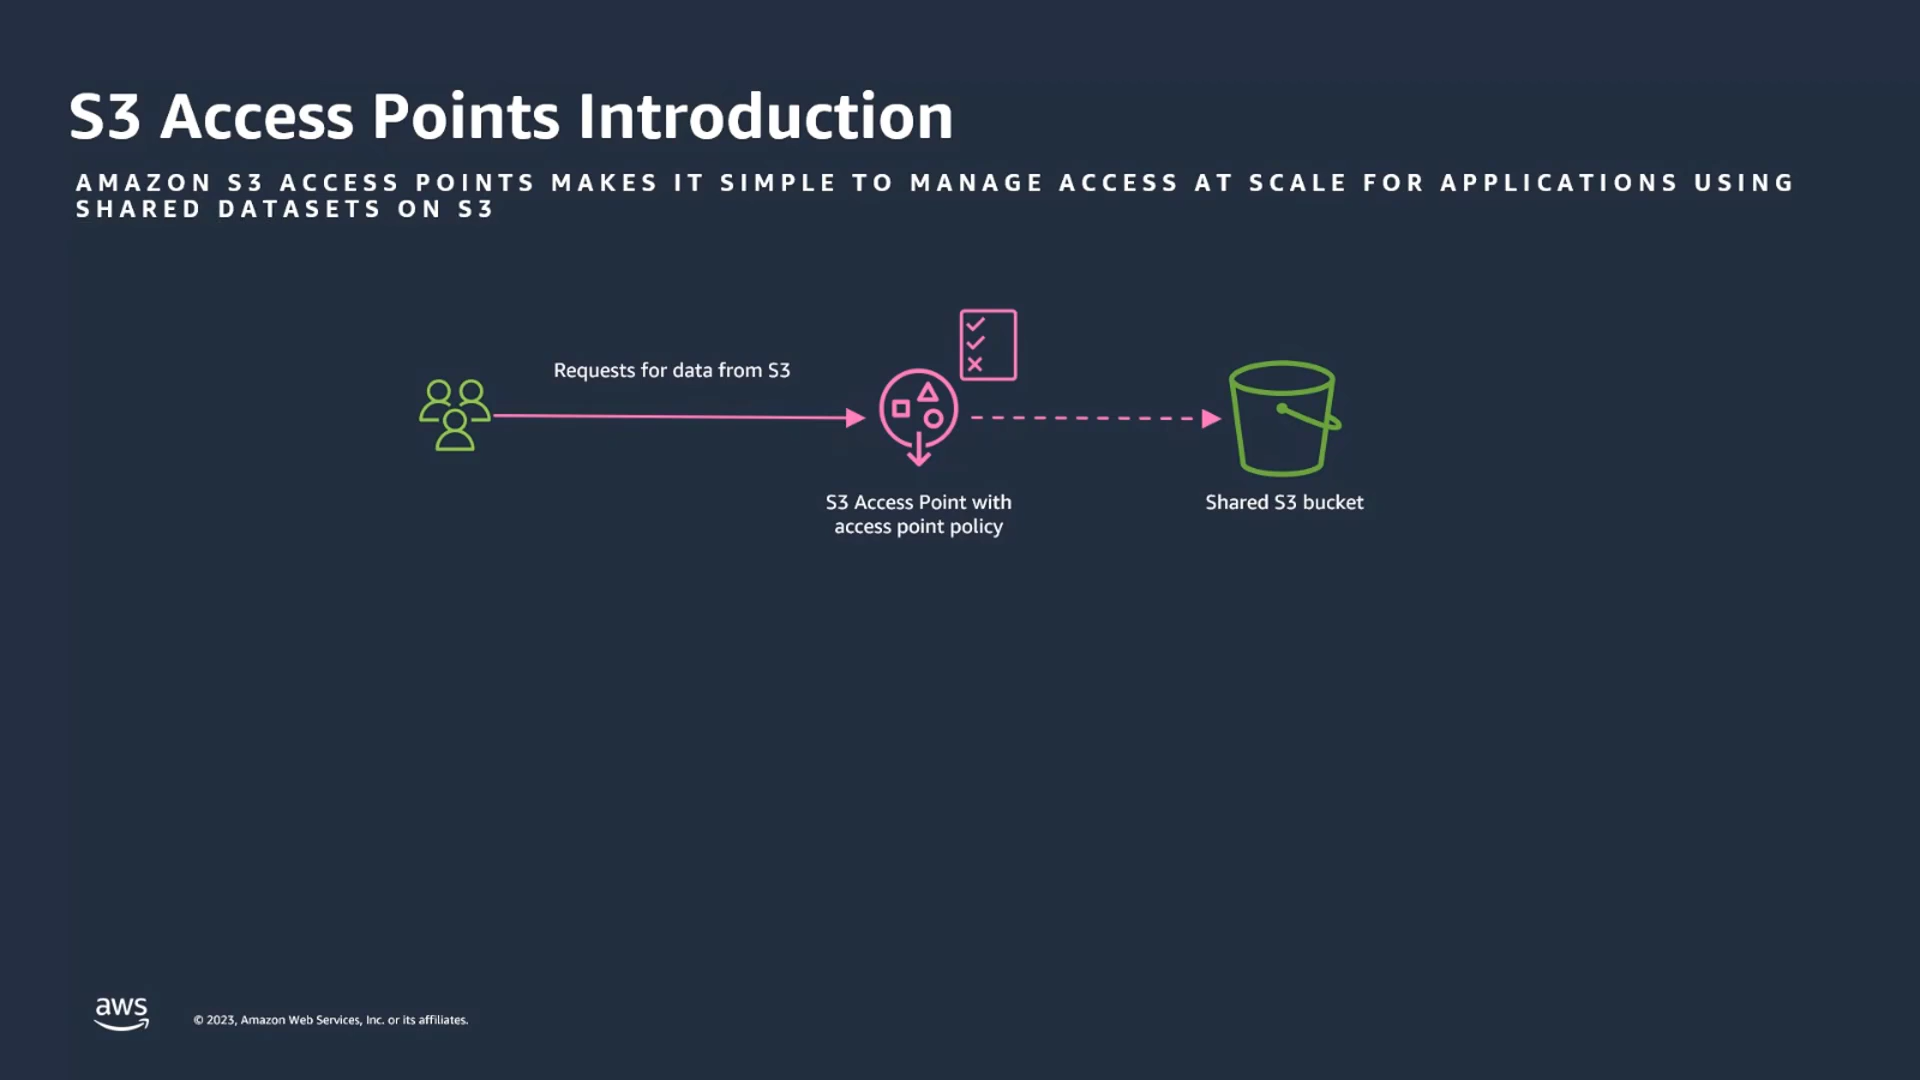 S3 Access Points Introduction
AMAZON S3 ACCESS POINTS MAKES IT SIMPLE TO MANAGE ACCESS AT SCALE FOR APPLICATIONS USING
SHARED DATASETS ON S3
Requests for data from S3
S3 Access Point with
access point policy
Shared S3 bucket
aws
© 2023, Amazon Web Services, Inc. or its affiliates.